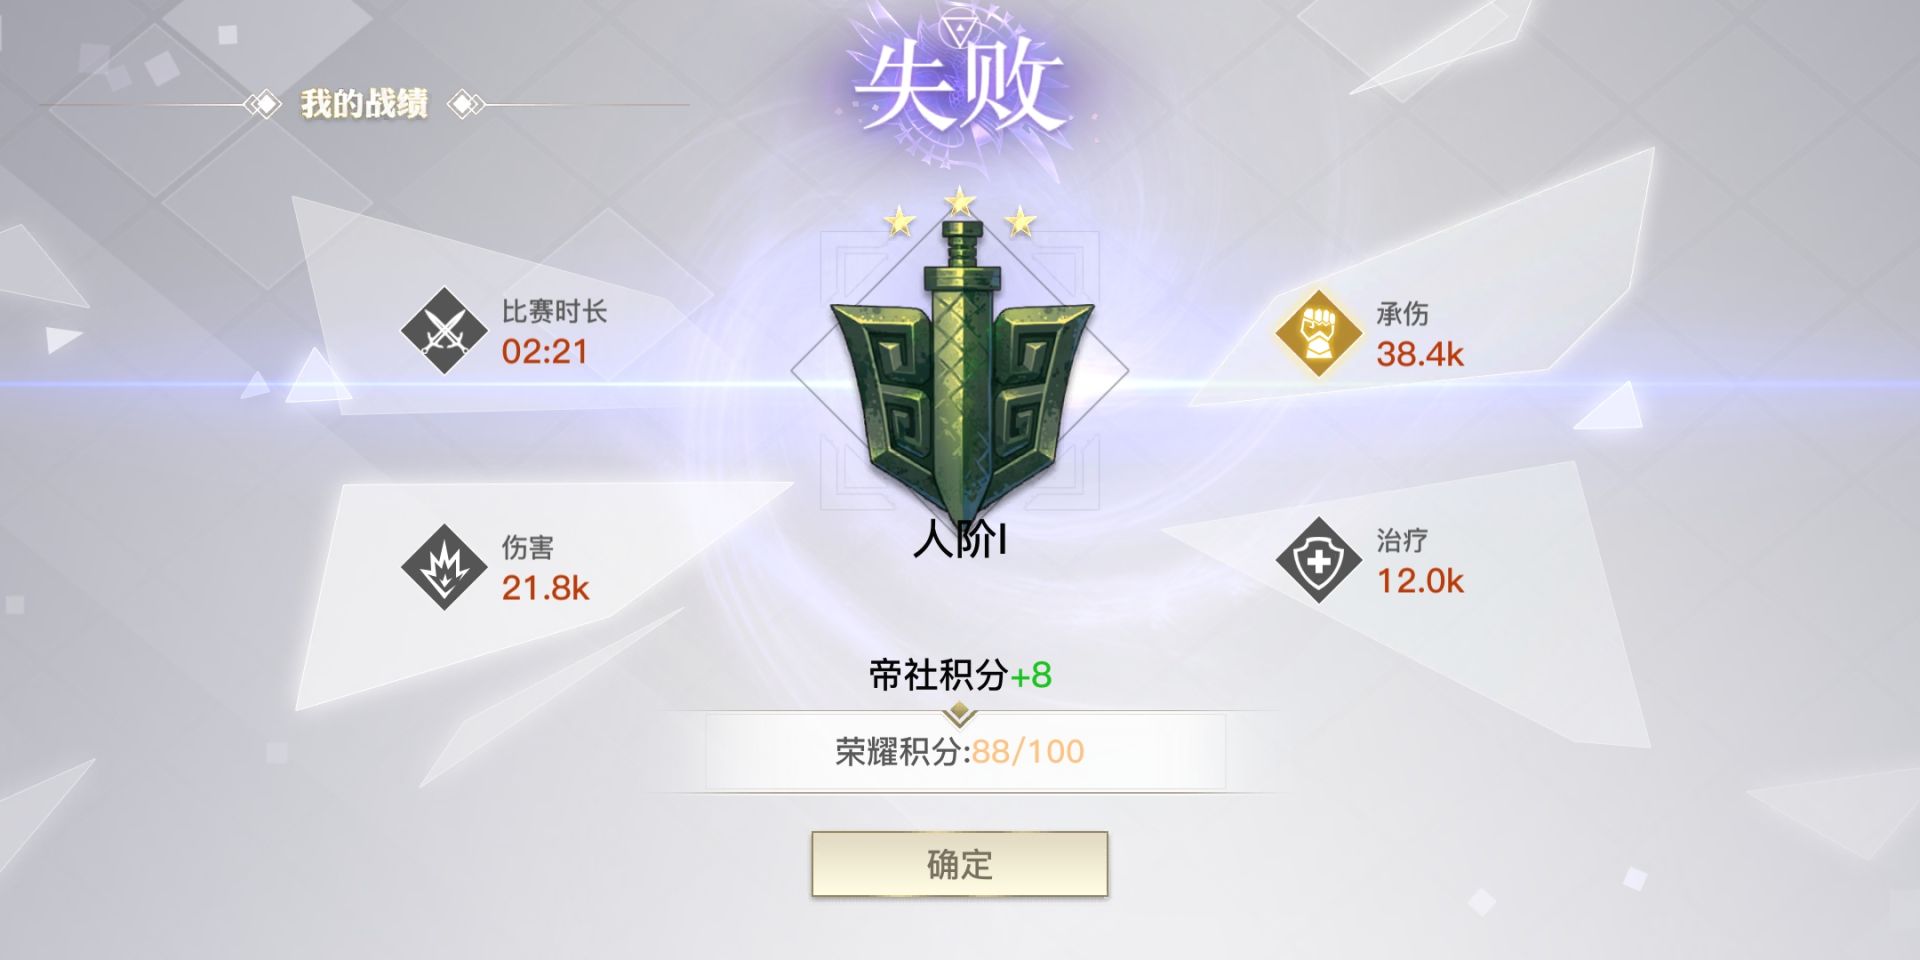 失败
我的战绩
比赛时长
02:21
承伤
38.4k
人阶I
伤害
21.8k
治疗
12.0k
帝社积分+8
荣耀积分:88/100
确定